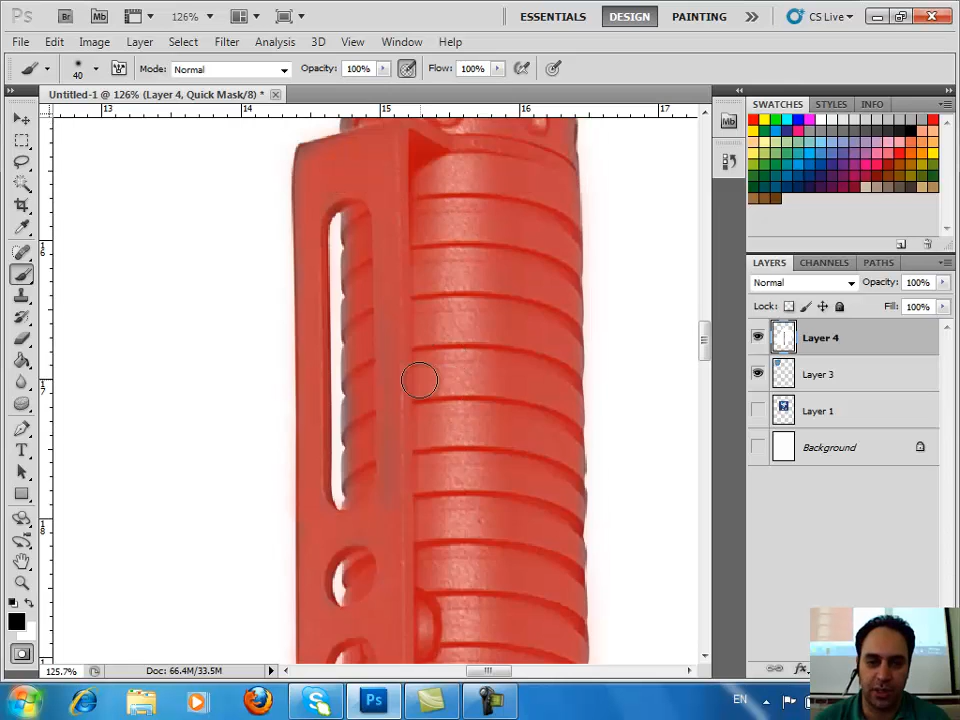 Ps Br Mb 126% ESSENTIALS DESIGN PAINTING CS Live
File Edit Image Layer Select Filter Analysis 3D View Window Help
40 Mode: Normal Opacity: 100% Flow: 100%
Untitled-1 @ 126% (Layer 4, Quick Mask/8) *
13 14 15 16 17
SWATCHES STYLES INFO
Mb
LAYERS CHANNELS PATHS
Normal Opacity: 100%
Lock: Fill: 100%
Layer 4
Layer 3
Layer 1
Background
T
125.7% Doc: 66.4M/33.5M
fx
Ps EN